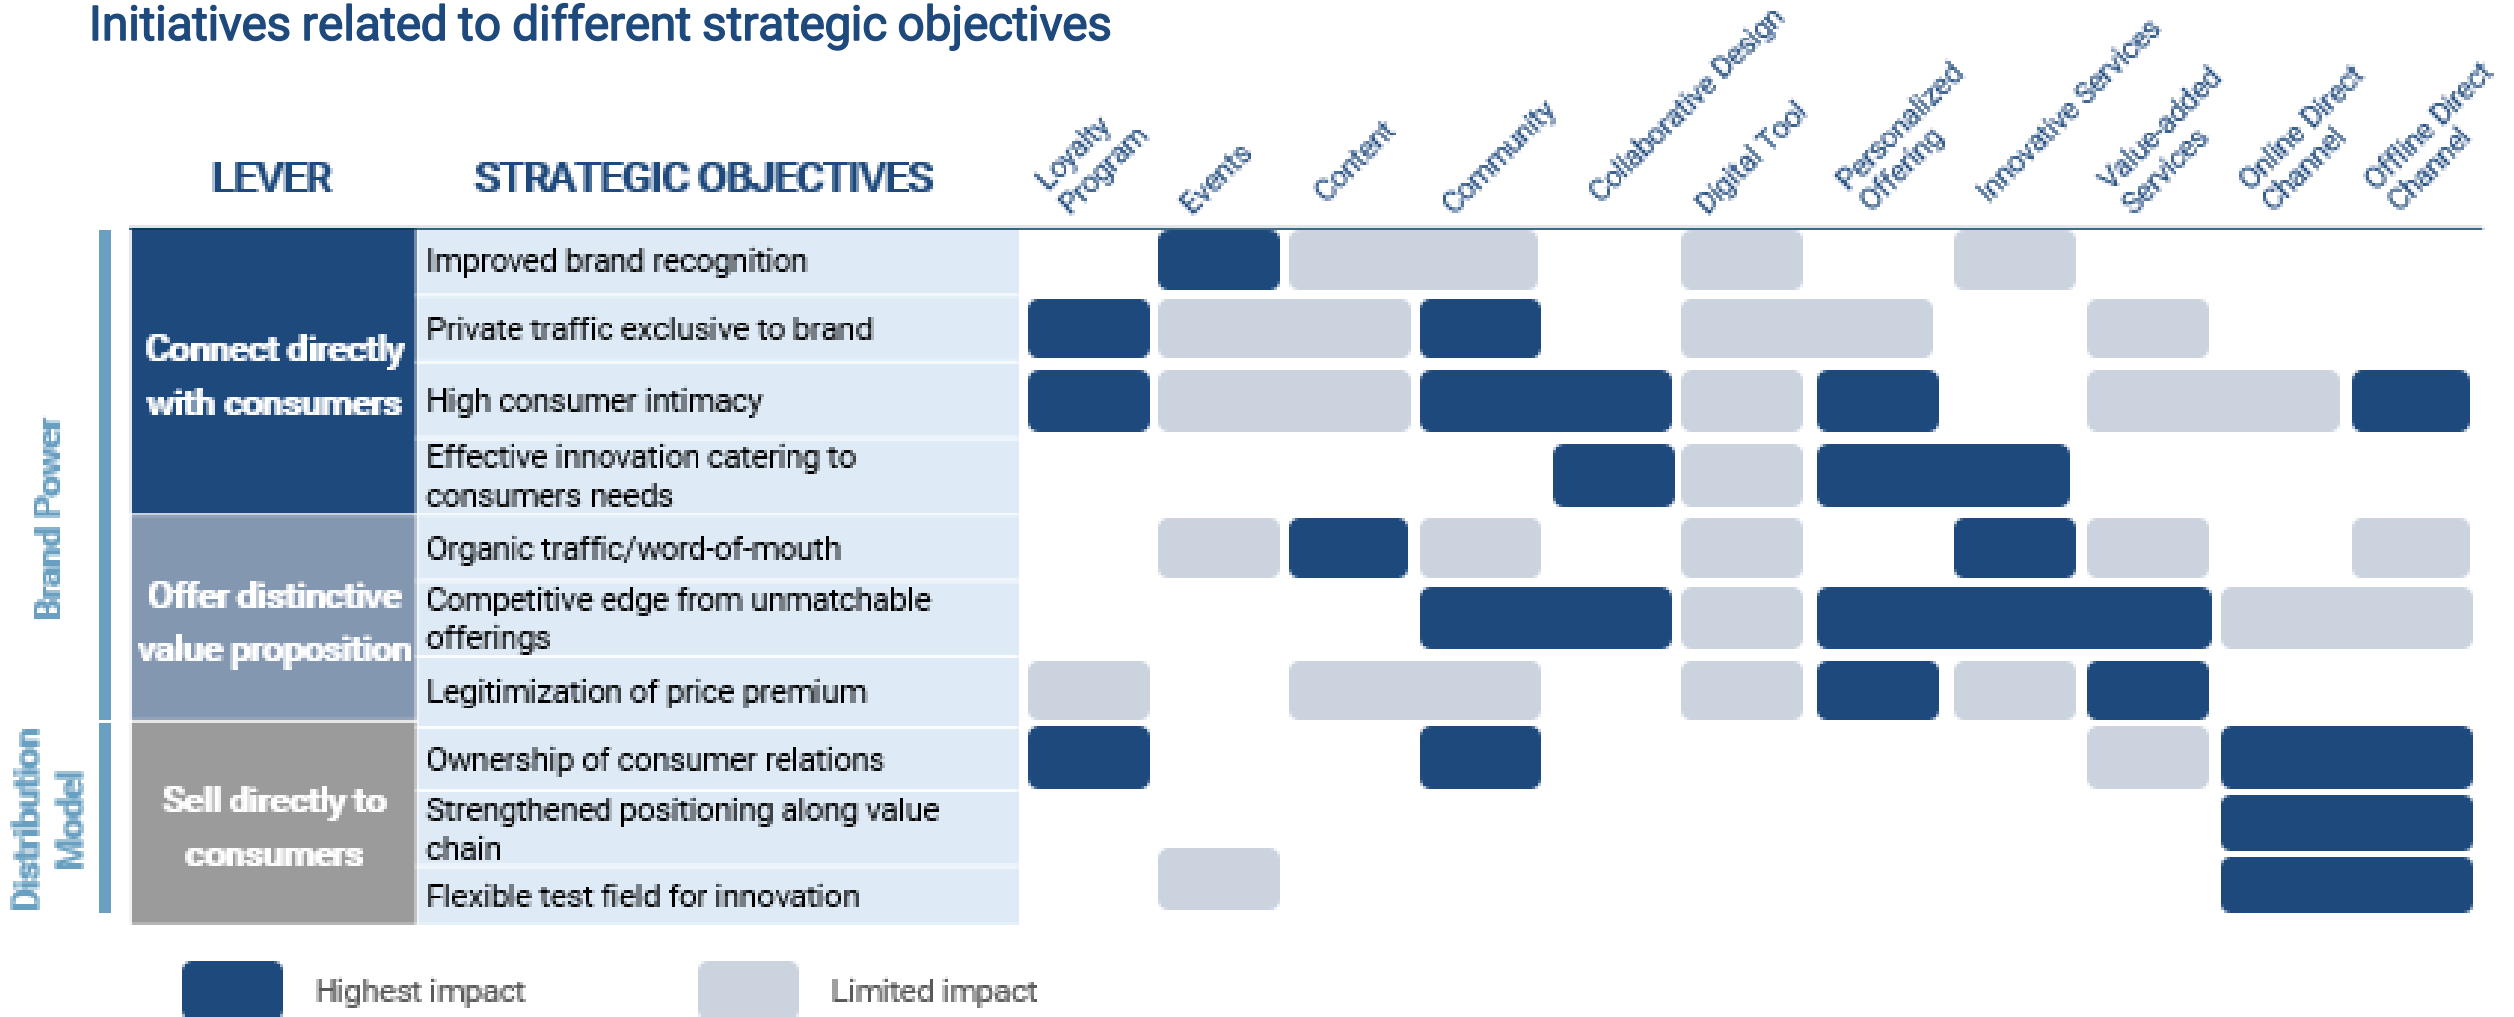 Initiatives related to different strategic objectives
LEVER
STRATEGIC OBJECTIVES
Loyalty
Program
Events
Content
Community
Collaborative Design
Digital Tool
Personalized
Offering
Innovative Services
Value-added
Services
Online Direct
Channel
Offline Direct
Channel
Brand Power
Connect directly
with consumers
Improved brand recognition
Private traffic exclusive to brand
High consumer intimacy
Effective innovation catering to
consumers needs
Offer distinctive
value proposition
Organic traffic/word-of-mouth
Competitive edge from unmatchable
offerings
Legitimization of price premium
Distribution
Model
Sell directly to
consumers
Ownership of consumer relations
Strengthened positioning along value
chain
Flexible test field for innovation
Highest impact
Limited impact